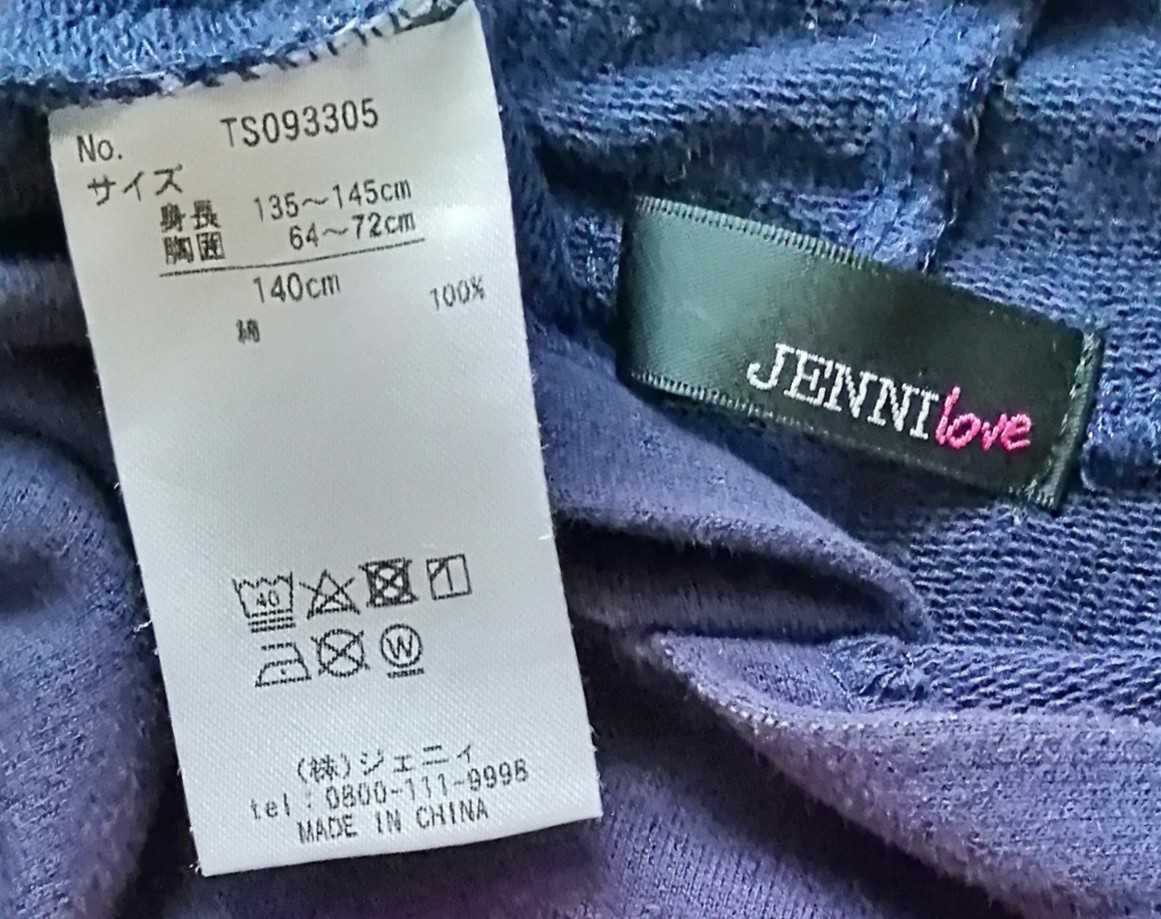 No. TS093305
サイズ
身長 135～145cm
胸囲 64～72cm
140cm
綿 100%
40
W
(株)ジェニィ
tel：0800-111-9998
MADE IN CHINA
JENNI love